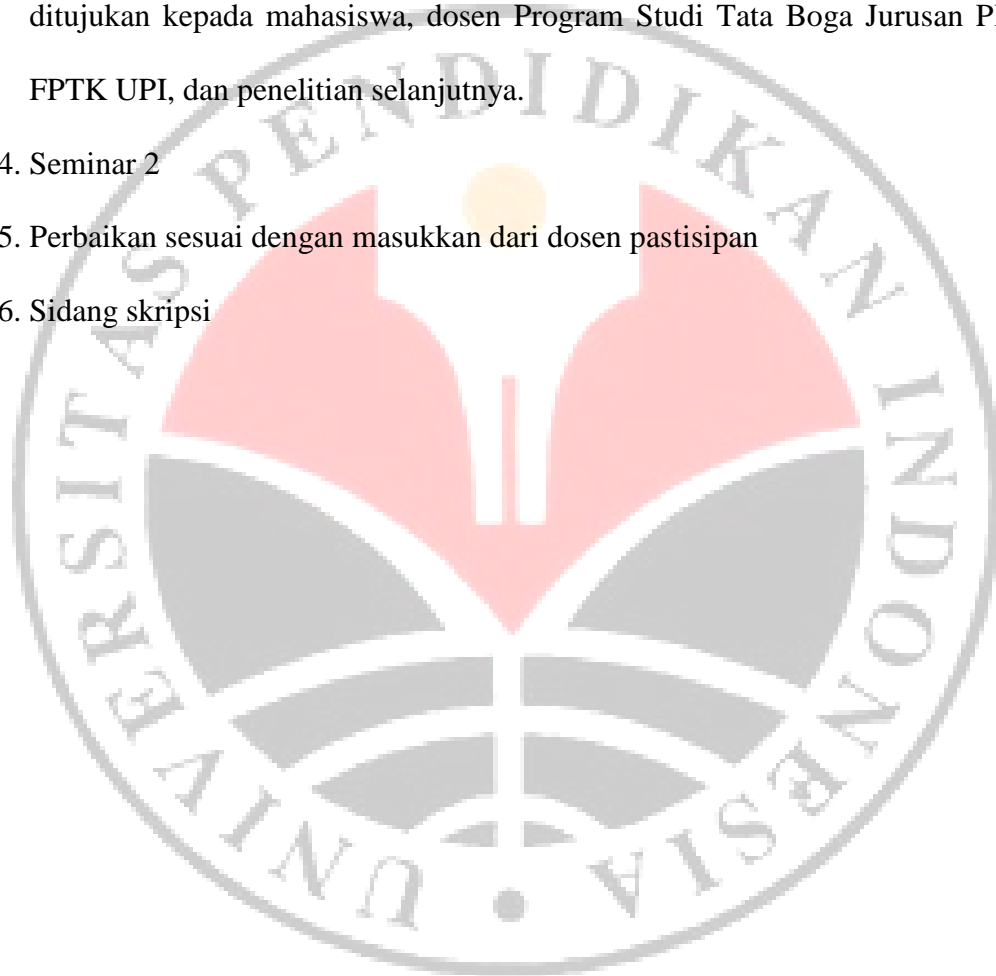 ditujukan kepada mahasiswa, dosen Program Studi Tata Boga Jurusan
FPTK UPI, dan penelitian selanjutnya.
4. Seminar 2
5. Perbaikan sesuai dengan masukkan dari dosen pastisipan
6. Sidang skripsi
UNIVERSITAS PENDIDIKAN INDONESIA